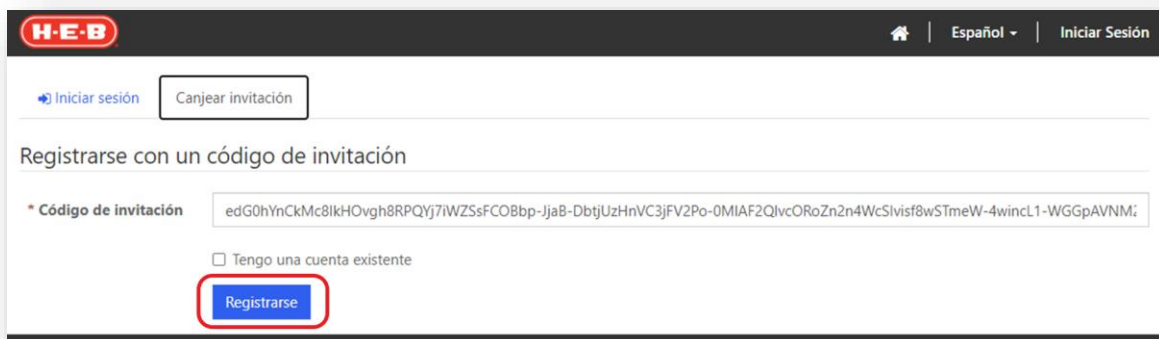 H-E-B
Español
Iniciar Sesión
Iniciar sesión
Canjear invitación
Registrarse con un código de invitación
* Código de invitación
edG0hYnCkMc8IkHOvgh8RPQYj7iWZSsFCOBbp-JjaB-DbtjUzHnVC3jFV2Po-0MIAF2QIvcORoZn2n4WcSIvisf8wSTmeW-4wincL1-WGGpAVNM
Tengo una cuenta existente
Registrarse